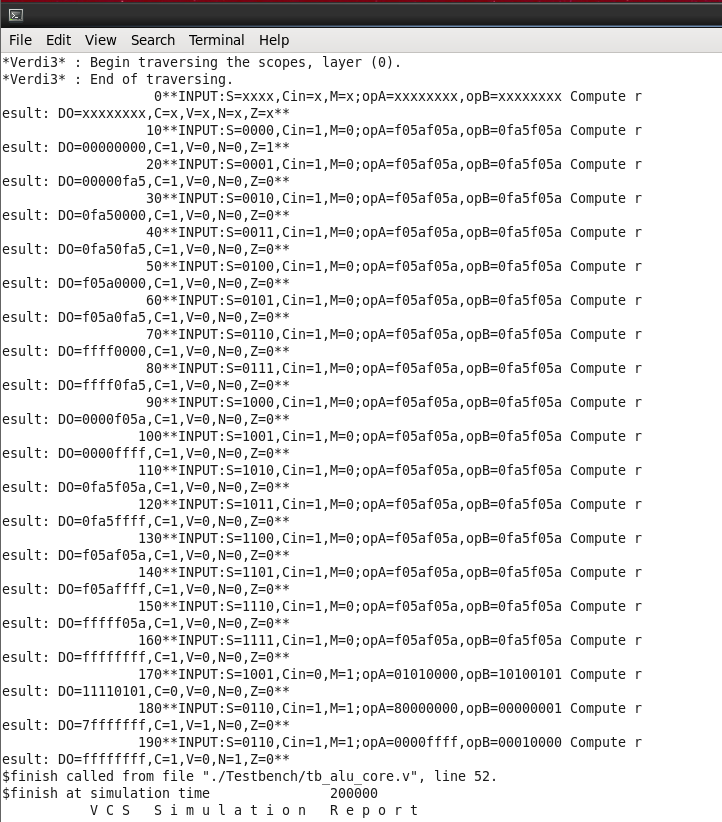 File Edit View Search Terminal Help
*Verdi3* : Begin traversing the scopes, layer (0).
*Verdi3* : End of traversing.
0**INPUT:S=xxxx,Cin=x,M=x;opA=xxxxxxxx,opB=xxxxxxxx Compute r
esult: DO=xxxxxxxx,C=x,V=x,N=x,Z=x**
10**INPUT:S=0000,Cin=1,M=0;opA=f05af05a,opB=0fa5f05a Compute r
esult: DO=00000000,C=1,V=0,N=0,Z=1**
20**INPUT:S=0001,Cin=1,M=0;opA=f05af05a,opB=0fa5f05a Compute r
esult: DO=00000fa5,C=1,V=0,N=0,Z=0**
30**INPUT:S=0010,Cin=1,M=0;opA=f05af05a,opB=0fa5f05a Compute r
esult: DO=0fa50000,C=1,V=0,N=0,Z=0**
40**INPUT:S=0011,Cin=1,M=0;opA=f05af05a,opB=0fa5f05a Compute r
esult: DO=0fa50fa5,C=1,V=0,N=0,Z=0**
50**INPUT:S=0100,Cin=1,M=0;opA=f05af05a,opB=0fa5f05a Compute r
esult: DO=f05a0000,C=1,V=0,N=0,Z=0**
60**INPUT:S=0101,Cin=1,M=0;opA=f05af05a,opB=0fa5f05a Compute r
esult: DO=f05a0fa5,C=1,V=0,N=0,Z=0**
70**INPUT:S=0110,Cin=1,M=0;opA=f05af05a,opB=0fa5f05a Compute r
esult: DO=ffff0000,C=1,V=0,N=0,Z=0**
80**INPUT:S=0111,Cin=1,M=0;opA=f05af05a,opB=0fa5f05a Compute r
esult: DO=ffff0fa5,C=1,V=0,N=0,Z=0**
90**INPUT:S=1000,Cin=1,M=0;opA=f05af05a,opB=0fa5f05a Compute r
esult: DO=0000f05a,C=1,V=0,N=0,Z=0**
100**INPUT:S=1001,Cin=1,M=0;opA=f05af05a,opB=0fa5f05a Compute r
esult: DO=0000ffff,C=1,V=0,N=0,Z=0**
110**INPUT:S=1010,Cin=1,M=0;opA=f05af05a,opB=0fa5f05a Compute r
esult: DO=0fa5f05a,C=1,V=0,N=0,Z=0**
120**INPUT:S=1011,Cin=1,M=0;opA=f05af05a,opB=0fa5f05a Compute r
esult: DO=0fa5ffff,C=1,V=0,N=0,Z=0**
130**INPUT:S=1100,Cin=1,M=0;opA=f05af05a,opB=0fa5f05a Compute r
esult: DO=f05af05a,C=1,V=0,N=0,Z=0**
140**INPUT:S=1101,Cin=1,M=0;opA=f05af05a,opB=0fa5f05a Compute r
esult: DO=f05affff,C=1,V=0,N=0,Z=0**
150**INPUT:S=1110,Cin=1,M=0;opA=f05af05a,opB=0fa5f05a Compute r
esult: DO=fffff05a,C=1,V=0,N=0,Z=0**
160**INPUT:S=1111,Cin=1,M=0;opA=f05af05a,opB=0fa5f05a Compute r
esult: DO=ffffffff,C=1,V=0,N=0,Z=0**
170**INPUT:S=1001,Cin=0,M=1;opA=01010000,opB=10100101 Compute r
esult: DO=11110101,C=0,V=0,N=0,Z=0**
180**INPUT:S=0110,Cin=1,M=1;opA=80000000,opB=00000001 Compute r
esult: DO=7fffffff,C=1,V=1,N=0,Z=0**
190**INPUT:S=0110,Cin=1,M=1;opA=0000ffff,opB=00010000 Compute r
esult: DO=ffffffff,C=1,V=0,N=1,Z=0**
$finish called from file "./Testbench/tb_alu_core.v", line 52.
$finish at simulation time 200000
V C S S i m u l a t i o n R e p o r t